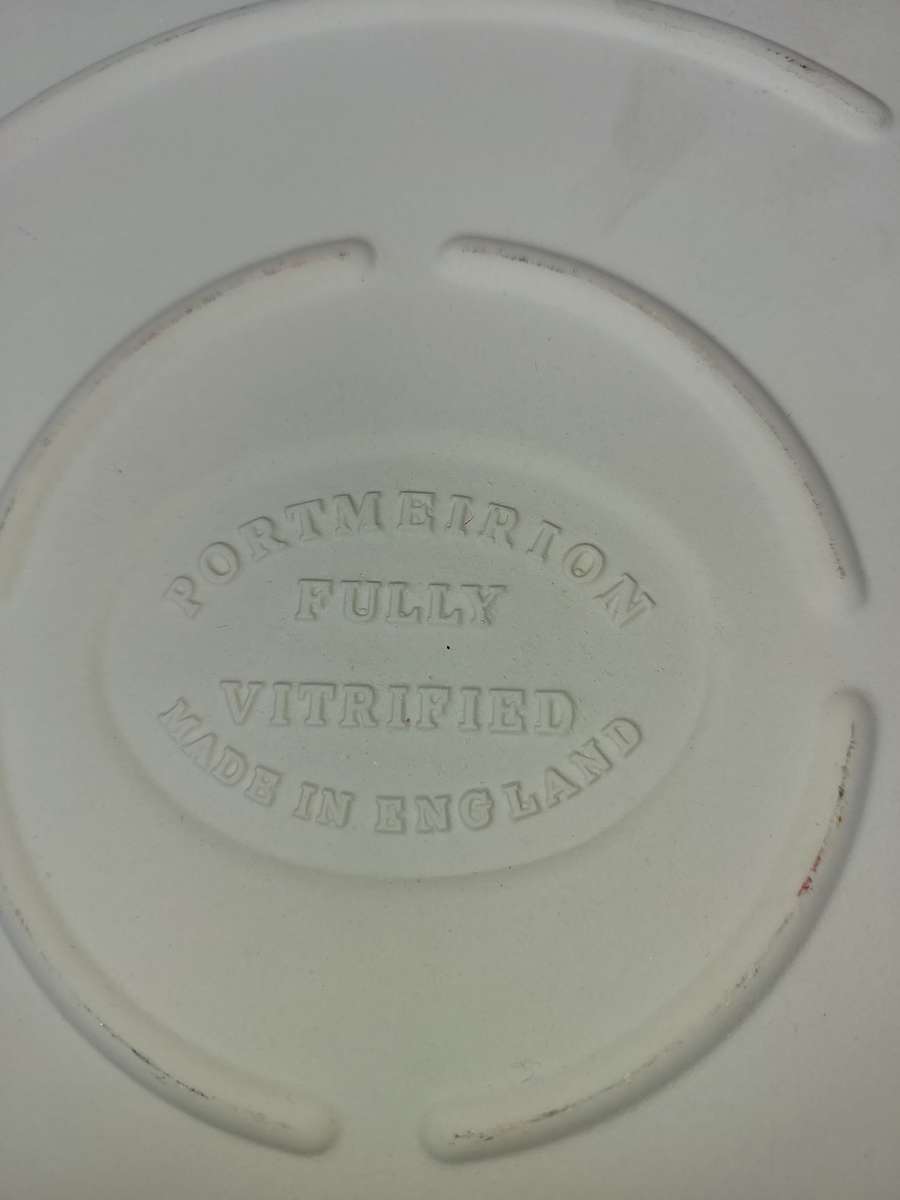 PORTMEIRION
FULLY
VITRIFIED
MADE IN ENGLAND